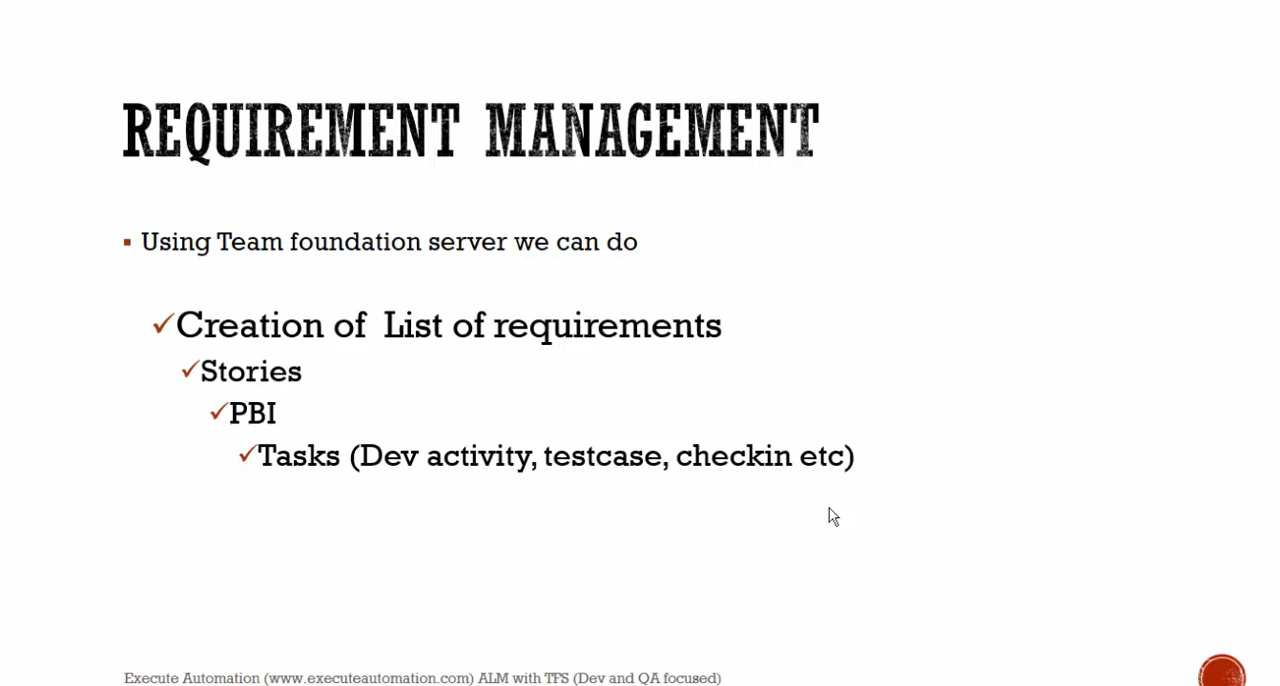 REQUIREMENT MANAGEMENT
Using Team foundation server we can do
Creation of List of requirements
Stories
PBI
Tasks (Dev activity, testcase, checkin etc)
Execute Automation (www.executeautomation.com) ALM with TFS (Dev and QA focused)